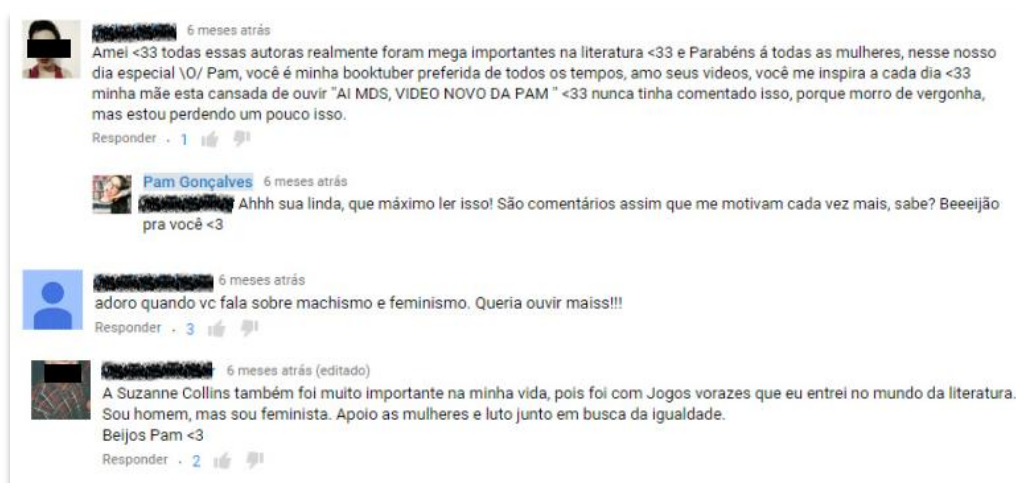 6 meses atrás
Amei <33 todas essas autoras realmente foram mega importantes na literatura <33 e Parabéns á todas as mulheres, nesse nosso
dia especial \O/ Pam, você é minha booktuber preferida de todos os tempos, amo seus videos, você me inspira a cada dia <33
minha mãe esta cansada de ouvir "AI MDS, VIDEO NOVO DA PAM " <33 nunca tinha comentado isso, porque morro de vergonha,
mas estou perdendo um pouco isso.
Responder . 1
Pam Gonçalves 6 meses atrás
Ahhh sua linda, que máximo ler isso! São comentários assim que me motivam cada vez mais, sabe? Beeeijão
pra você <3
6 meses atrás
adoro quando vc fala sobre machismo e feminismo. Queria ouvir maiss!!!
Responder . 3
6 meses atrás (editado)
A Suzanne Collins também foi muito importante na minha vida, pois foi com Jogos vorazes que eu entrei no mundo da literatura.
Sou homem, mas sou feminista. Apoio as mulheres e luto junto em busca da igualdade.
Beijos Pam <3
Responder . 2